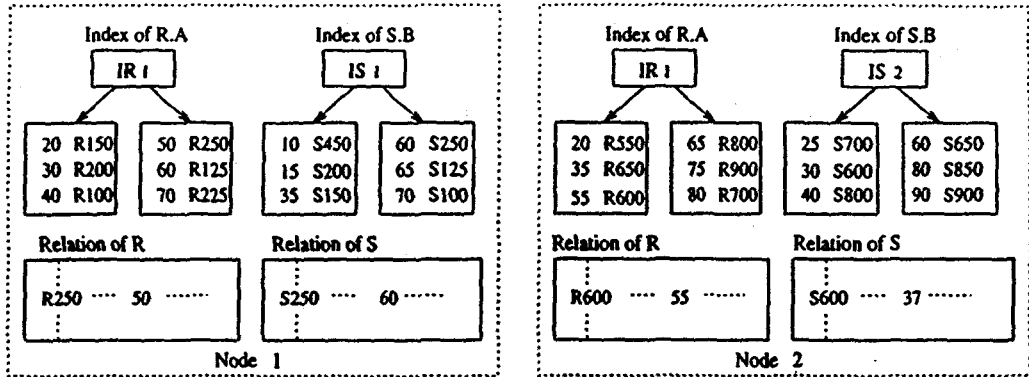 Index of R.A Index of S.B
IR 1 IS 1
20 R150 50 R250 10 S450 60 S250
30 R200 60 R125 15 S200 65 S125
40 R100 70 R225 35 S150 70 S100
Relation of R Relation of S
R250 ···· 50 ······· S250 ···· 60 ·······
Node 1
Index of R.A Index of S.B
IR 1 IS 2
20 R550 65 R800 25 S700 60 S650
35 R650 75 R900 30 S600 80 S850
55 R600 80 R700 40 S800 90 S900
Relation of R Relation of S
R600 ···· 55 ······· S600 ···· 37 ·······
Node 2